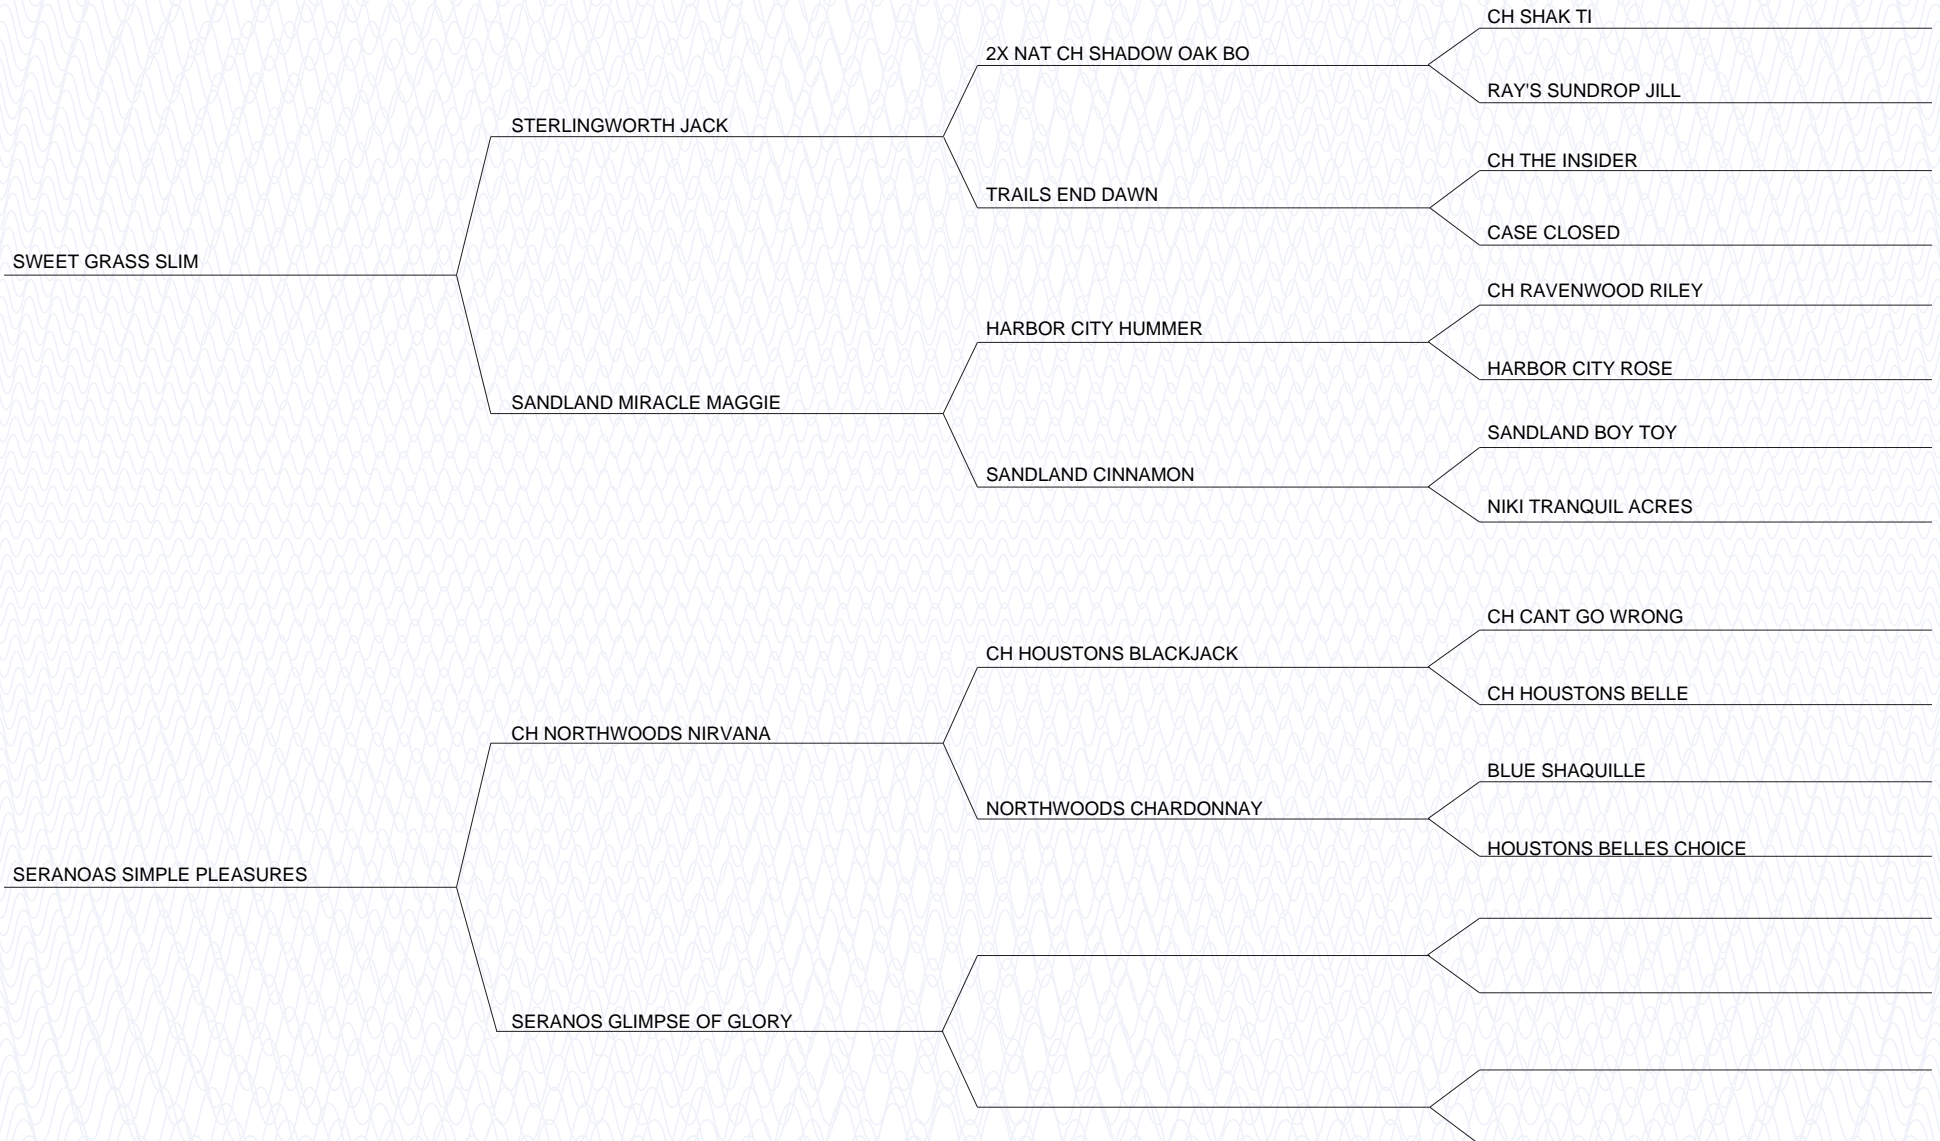 CH SHAK TI
2X NAT CH SHADOW OAK BO
RAY'S SUNDROP JILL
STERLINGWORTH JACK
CH THE INSIDER
TRAILS END DAWN
CASE CLOSED
SWEET GRASS SLIM
CH RAVENWOOD RILEY
HARBOR CITY HUMMER
HARBOR CITY ROSE
SANDLAND MIRACLE MAGGIE
SANDLAND BOY TOY
SANDLAND CINNAMON
NIKI TRANQUIL ACRES
CH CANT GO WRONG
CH HOUSTONS BLACKJACK
CH HOUSTONS BELLE
CH NORTHWOODS NIRVANA
BLUE SHAQUILLE
NORTHWOODS CHARDONNAY
HOUSTONS BELLES CHOICE
SERANOAS SIMPLE PLEASURES
SERANOS GLIMPSE OF GLORY